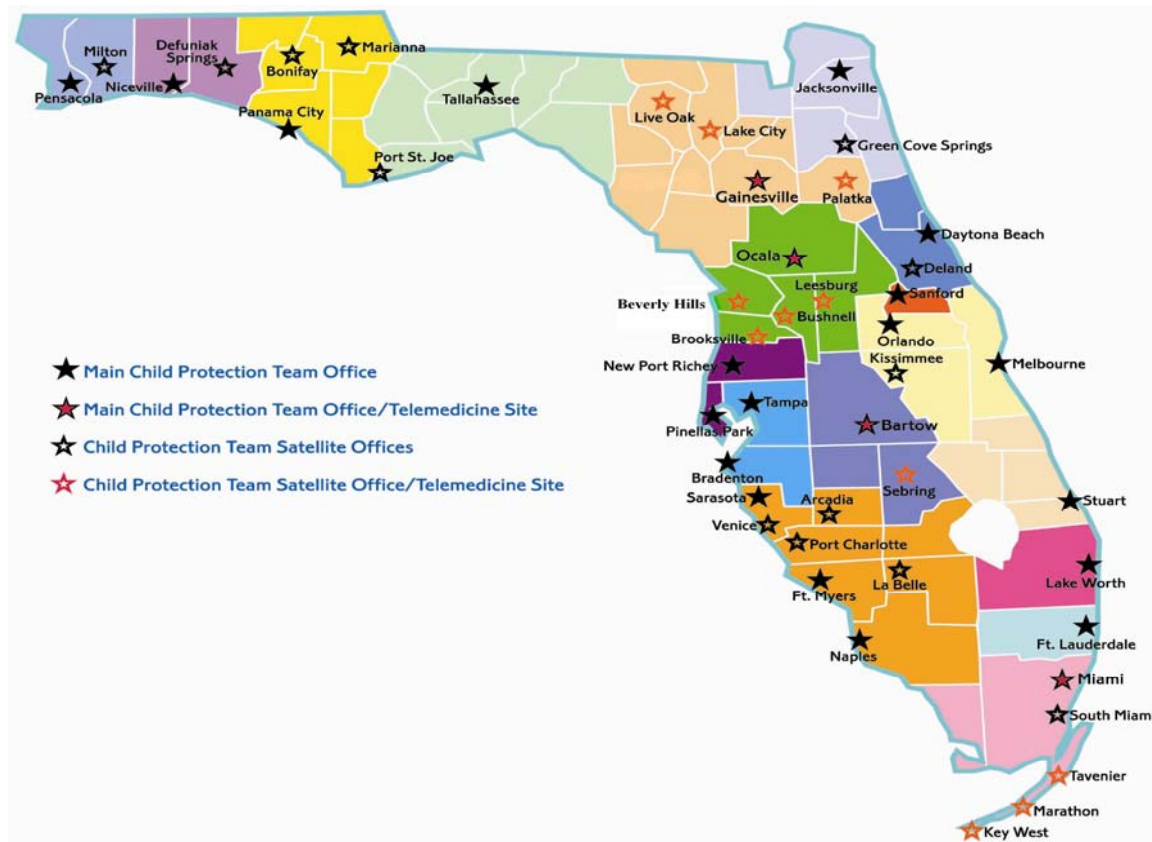 Milton
Defuniak
Springs
Marianna
Bonifay
Pensacola
Niceville
Tallahassee
Panama City
Port St. Joe
Jacksonville
Live Oak
Lake City
Green Cove Springs
Gainesville
Palatka
Daytona Beach
Ocala
Deland
Leesburg
Sanford
Beverly Hills
Bushnell
Brooksville
Orlando
Kissimmee
New Port Richey
Melbourne
Main Child Protection Team Office
Main Child Protection Team Office/Telemedicine Site
Child Protection Team Satellite Offices
Child Protection Team Satellite Office/Telemedicine Site
Tampa
Pinellas Park
Bartow
Bradenton
Sebring
Sarasota
Arcadia
Stuart
Venice
Port Charlotte
La Belle
Lake Worth
Ft. Myers
Ft. Lauderdale
Naples
Miami
South Miam
Tavenier
Marathon
Key West